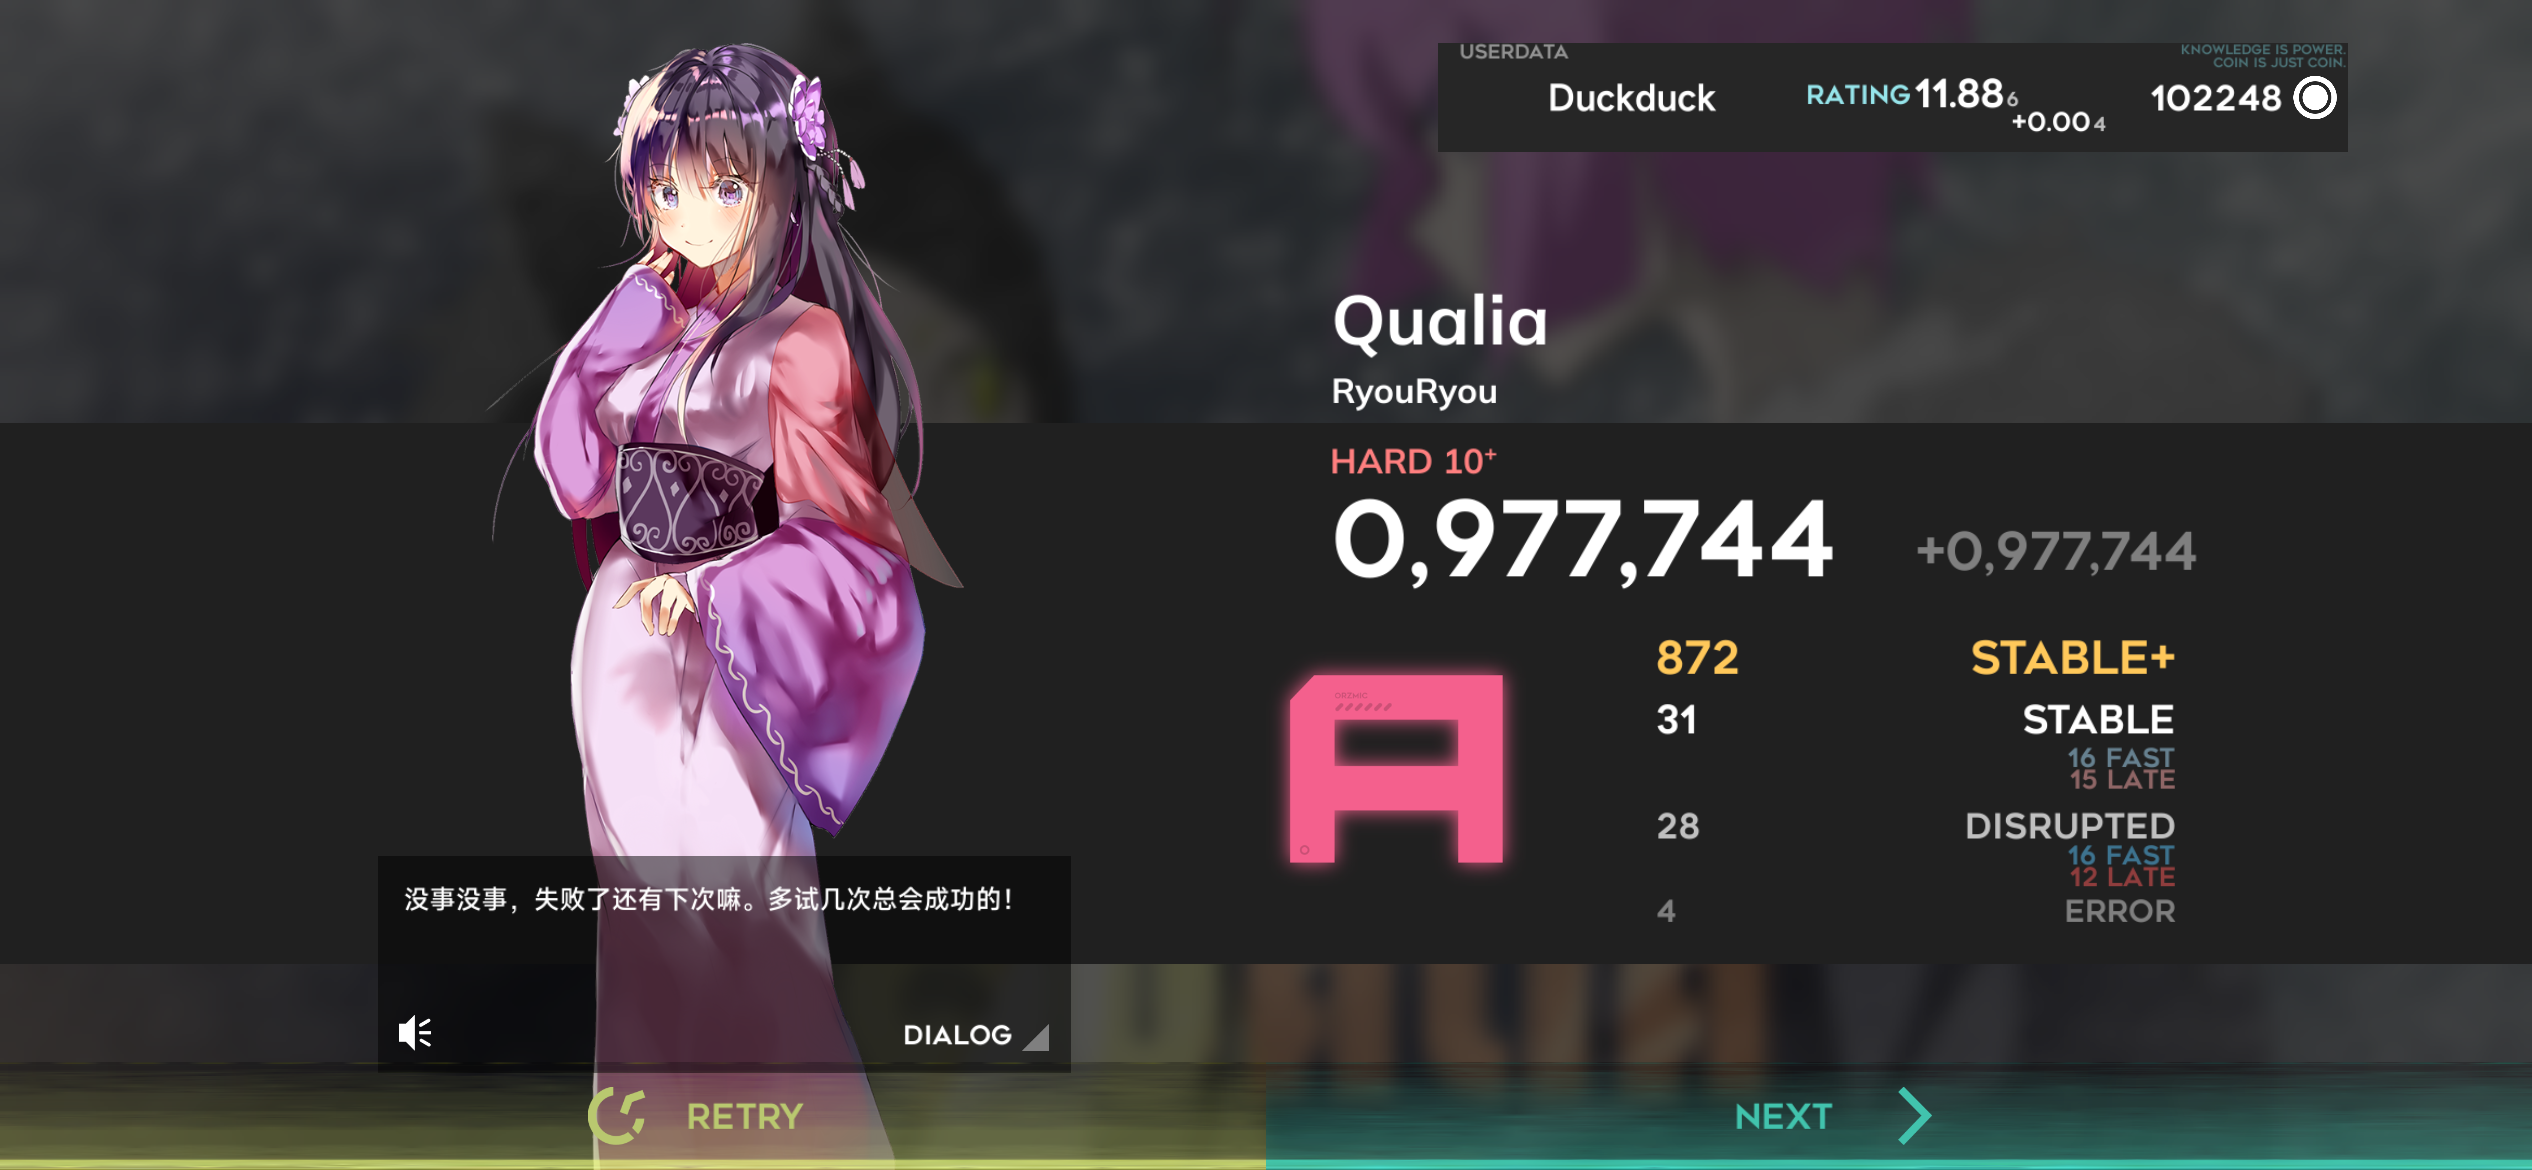 USERDATA
KNOWLEDGE IS POWER.
COIN IS JUST COIN.
Duckduck
RATING 11.886
+0.004
102248
Qualia
RyouRyou
HARD 10+
0,977,744
+0,977,744
ORZMIC
872 STABLE+
31 STABLE
16 FAST
15 LATE
28 DISRUPTED
16 FAST
12 LATE
4 ERROR
A
没事没事，失败了还有下次嘛。多试几次总会成功的！
DIALOG
RETRY
NEXT